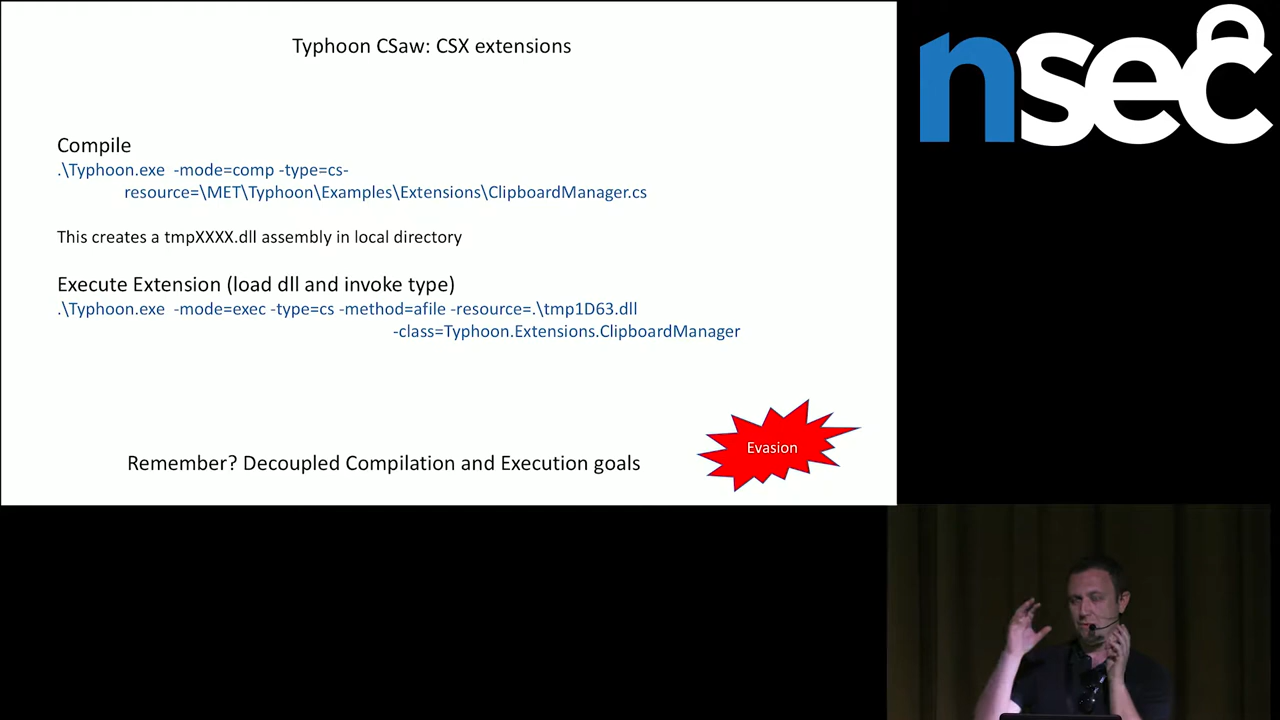 Typhoon CSaw: CSX extensions
nsec
Compile
.\Typhoon.exe -mode=comp -type=cs-
resource=\MET\Typhoon\Examples\Extensions\ClipboardManager.cs
This creates a tmpXXXX.dll assembly in local directory
Execute Extension (load dll and invoke type)
.\Typhoon.exe -mode=exec -type=cs -method=afile -resource=.\tmp1D63.dll
-class=Typhoon.Extensions.ClipboardManager
Evasion
Remember? Decoupled Compilation and Execution goals